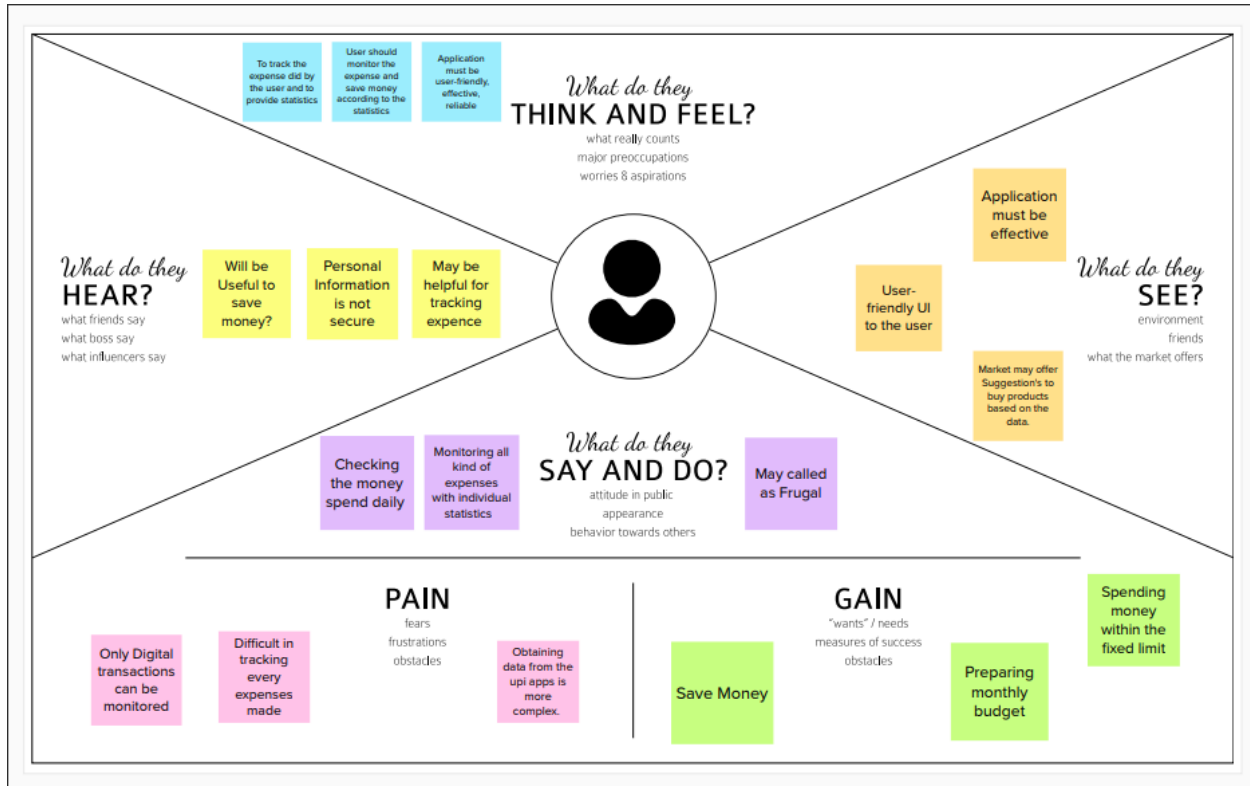 To track the
expense did by
the user and to
provide statistics
User should
monitor the
expense and
save money
according to the
statistics
Application
must be
user-friendly,
effective,
reliable
What do they
THINK AND FEEL?
what really counts
major preoccupations
worries & aspirations
What do they
HEAR?
what friends say
what boss say
what influencers say
Will be
Useful to
save
money?
Personal
Information
is not
secure
May be
helpful for
tracking
expence
Application
must be
effective
User-
friendly UI
to the user
Market may offer
Suggestion's to
buy products
based on the
data.
What do they
SEE?
environment
friends
what the market offers
Checking
the money
spend daily
Monitoring all
kind of
expenses
with individual
statistics
What do they
SAY AND DO?
attitude in public
appearance
behavior towards others
May called
as Frugal
PAIN
fears
frustrations
obstacles
Only Digital
transactions
can be
monitored
Difficult in
tracking
every
expenses
made
Obtaining
data from the
upi apps is
more
complex.
GAIN
"wants" / needs
measures of success
obstacles
Save Money
Preparing
monthly
budget
Spending
money
within the
fixed limit